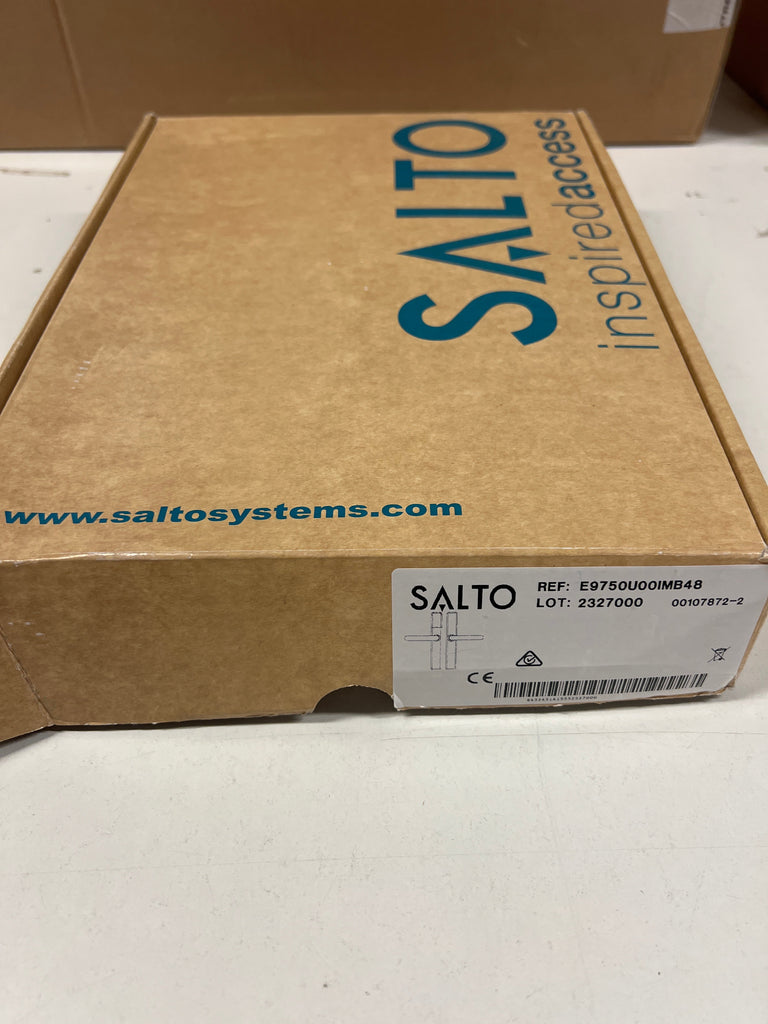 SALTO
inspiredaccess
www.saltosystems.com
SALTO
REF: E9750U00IMB48
LOT: 2327000 00107872-2
CE